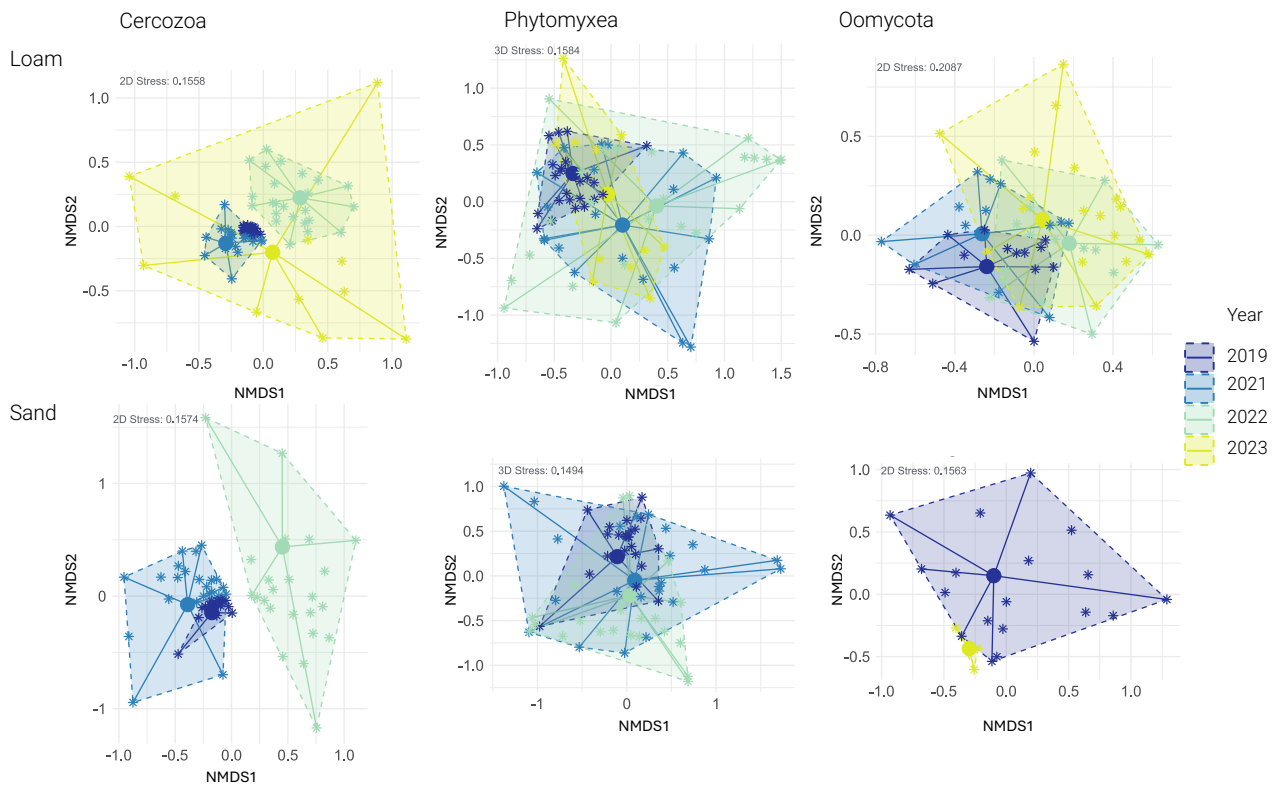 Cercozoa
Phytomyxea
Oomycota
Loam
2D Stress: 0.1558
1.0
0.5
0.0
-0.5
NMDS2
-1.0 -0.5 0.0 0.5 1.0
NMDS1
3D Stress: 0.1584
1.0
0.5
0.0
-0.5
-1.0
NMDS2
-1.0 -0.5 0.0 0.5 1.0 1.5
NMDS1
2D Stress: 0.2087
0.5
0.0
-0.5
NMDS2
-0.8 -0.4 0.0 0.4
NMDS1
Year
2019
2021
2022
2023
Sand
2D Stress: 0.1574
1
0
-1
NMDS2
-1.0 -0.5 0.0 0.5 1.0
NMDS1
3D Stress: 0.1494
1.0
0.5
0.0
-0.5
-1.0
NMDS2
-1 0 1
NMDS1
2D Stress: 0.1563
1.0
0.5
0.0
-0.5
NMDS2
-1.0 -0.5 0.0 0.5 1.0
NMDS1